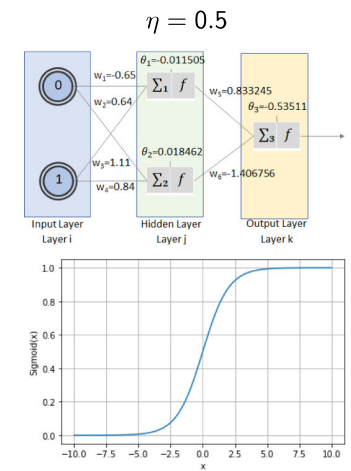 η = 0.5
θ₁=-0.011505
w₁=-0.65
0
Σ₁ f
w₅=0.833245
w₂=0.64
θ₃=-0.53511
Σ₃ f
θ₂=0.018462
w₃=1.11
1
Σ₂ f
w₄=0.84
w₆=-1.406756
Input Layer
Layer i
Hidden Layer
Layer j
Output Layer
Layer k
1.0
0.8
0.6
0.4
0.2
0.0
Sigmoid(x)
−10.0 −7.5 −5.0 −2.5 0.0 2.5 5.0 7.5 10.0
x